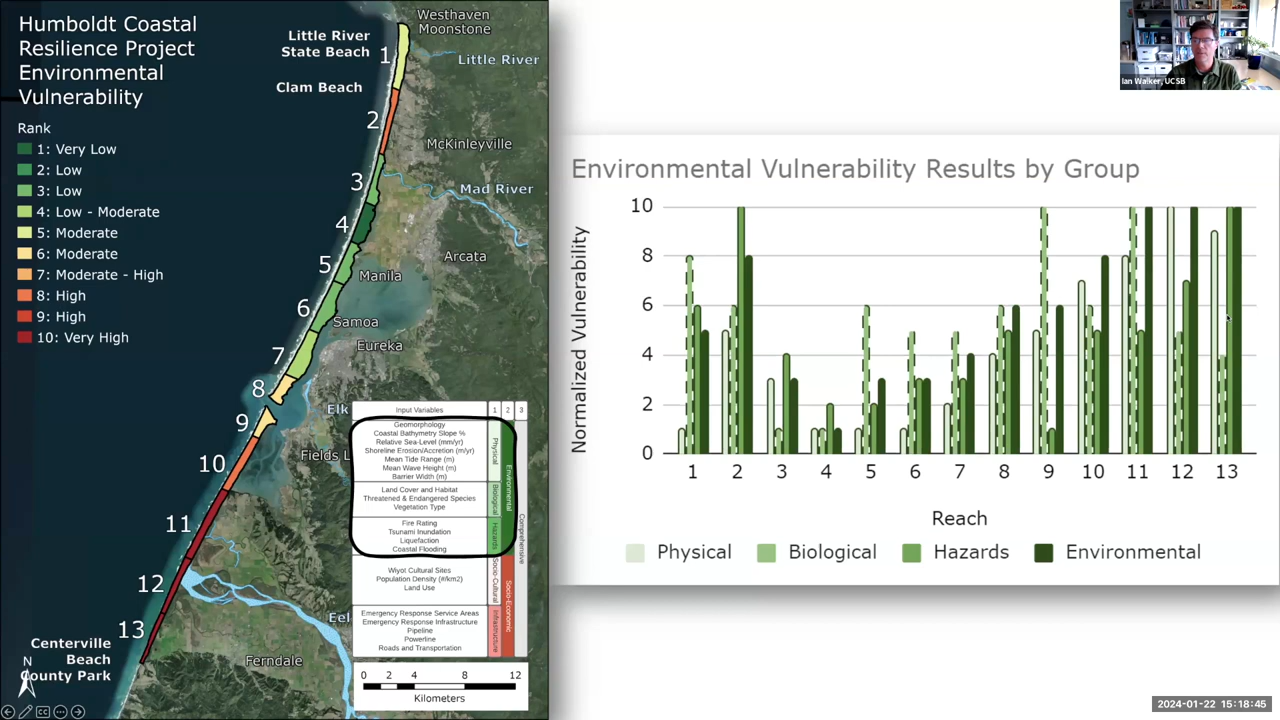 Humboldt Coastal
Resilience Project
Environmental
Vulnerability
Rank
1: Very Low
2: Low
3: Low
4: Low - Moderate
5: Moderate
6: Moderate
7: Moderate - High
8: High
9: High
10: Very High
Westhaven
Moonstone
Little River
State Beach
1
Little River
Clam Beach
2
McKinleyville
3
Mad River
4
Arcata
5
Manila
6
Samoa
Eureka
7
8
Elk
9
Fields L
10
11
12
13
Eel
Centerville
Beach
County Park
Ferndale
N
Input Variables
1
2
3
Geomorphology
Coastal Bathymetry Slope %
Relative Sea-Level (mm/yr)
Shoreline Erosion/Accretion (m/yr)
Mean Tide Range (m)
Mean Wave Height (m)
Barrier Width (m)
Physical
Land Cover and Habitat
Threatened & Endangered Species
Vegetation Type
Biological
Fire Rating
Tsunami Inundation
Liquefaction
Coastal Flooding
Hazards
Environmental
Wiyot Cultural Sites
Population Density (#/km2)
Land Use
Socio-Cultural
Emergency Response Service Areas
Emergency Response Infrastructure
Pipeline
Powerline
Roads and Transportation
Infrastructure
Socio-Economic
Comprehensive
0 2 4 8 12
Kilometers
Ian Walker, UCSB
Environmental Vulnerability Results by Group
Normalized Vulnerability
10
8
6
4
2
0
1 2 3 4 5 6 7 8 9 10 11 12 13
Reach
Physical Biological Hazards Environmental
CC
2024-01-22 15:18:45